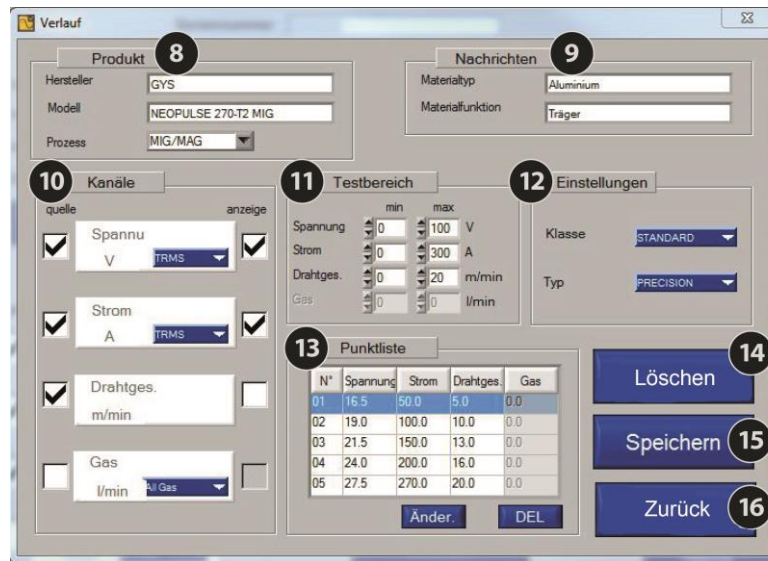 Verlauf
Produkt 8
Hersteller GYS
Modell NEOPULSE 270-T2 MIG
Prozess MIG/MAG
Nachrichten 9
Materialtyp Aluminium
Materialfunktion Träger
10 Kanäle
quelle anzeige
Spannu
V TRMS
Strom
A TRMS
Drahtges.
m/min
Gas
l/min All Gas
11 Testbereich
min max
Spannung 0 100 V
Strom 0 300 A
Drahtges. 0 20 m/min
Gas 0 0 l/min
12 Einstellungen
Klasse STANDARD
Typ PRECISION
13 Punktliste
N° Spannung Strom Drahtges. Gas
01 16.5 50.0 5.0 0.0
02 19.0 100.0 10.0 0.0
03 21.5 150.0 13.0 0.0
04 24.0 200.0 16.0 0.0
05 27.5 270.0 20.0 0.0
Änder. DEL
14
Löschen
Speichern 15
Zurück 16